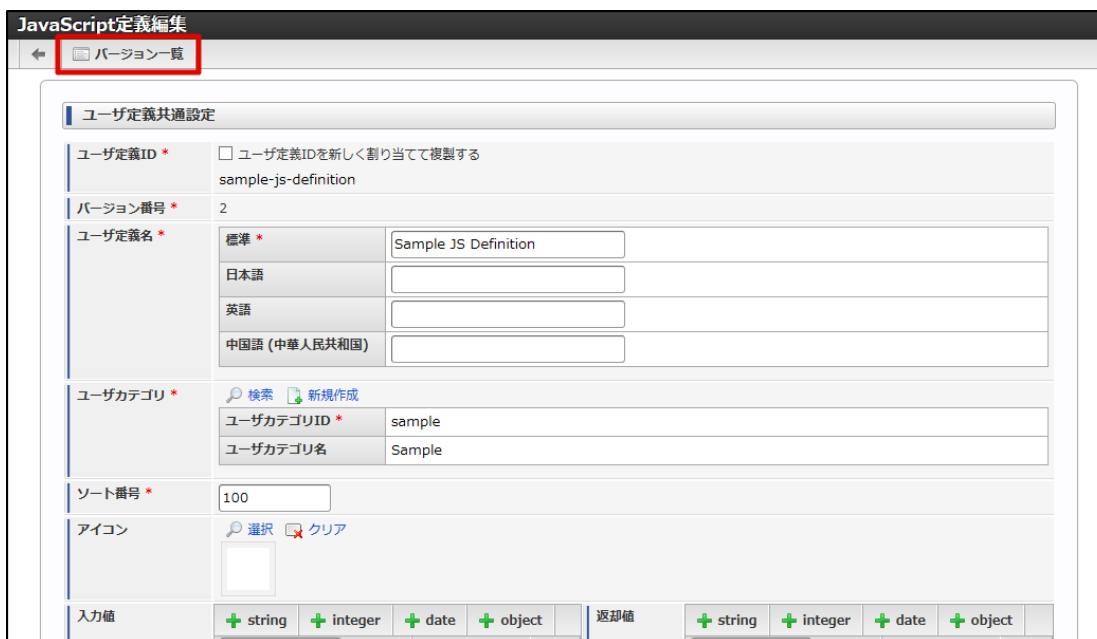 JavaScript定義編集
バージョン一覧
ユーザ定義共通設定
ユーザ定義ID * ユーザ定義IDを新しく割り当てて複製する
sample-js-definition
バージョン番号 * 2
ユーザ定義名 * 標準 * Sample JS Definition
日本語
英語
中国語 (中華人民共和国)
ユーザカテゴリ * 検索 新規作成
ユーザカテゴリID * sample
ユーザカテゴリ名 Sample
ソート番号 * 100
アイコン 選択 クリア
入力値 string integer date object 返却値 string integer date object